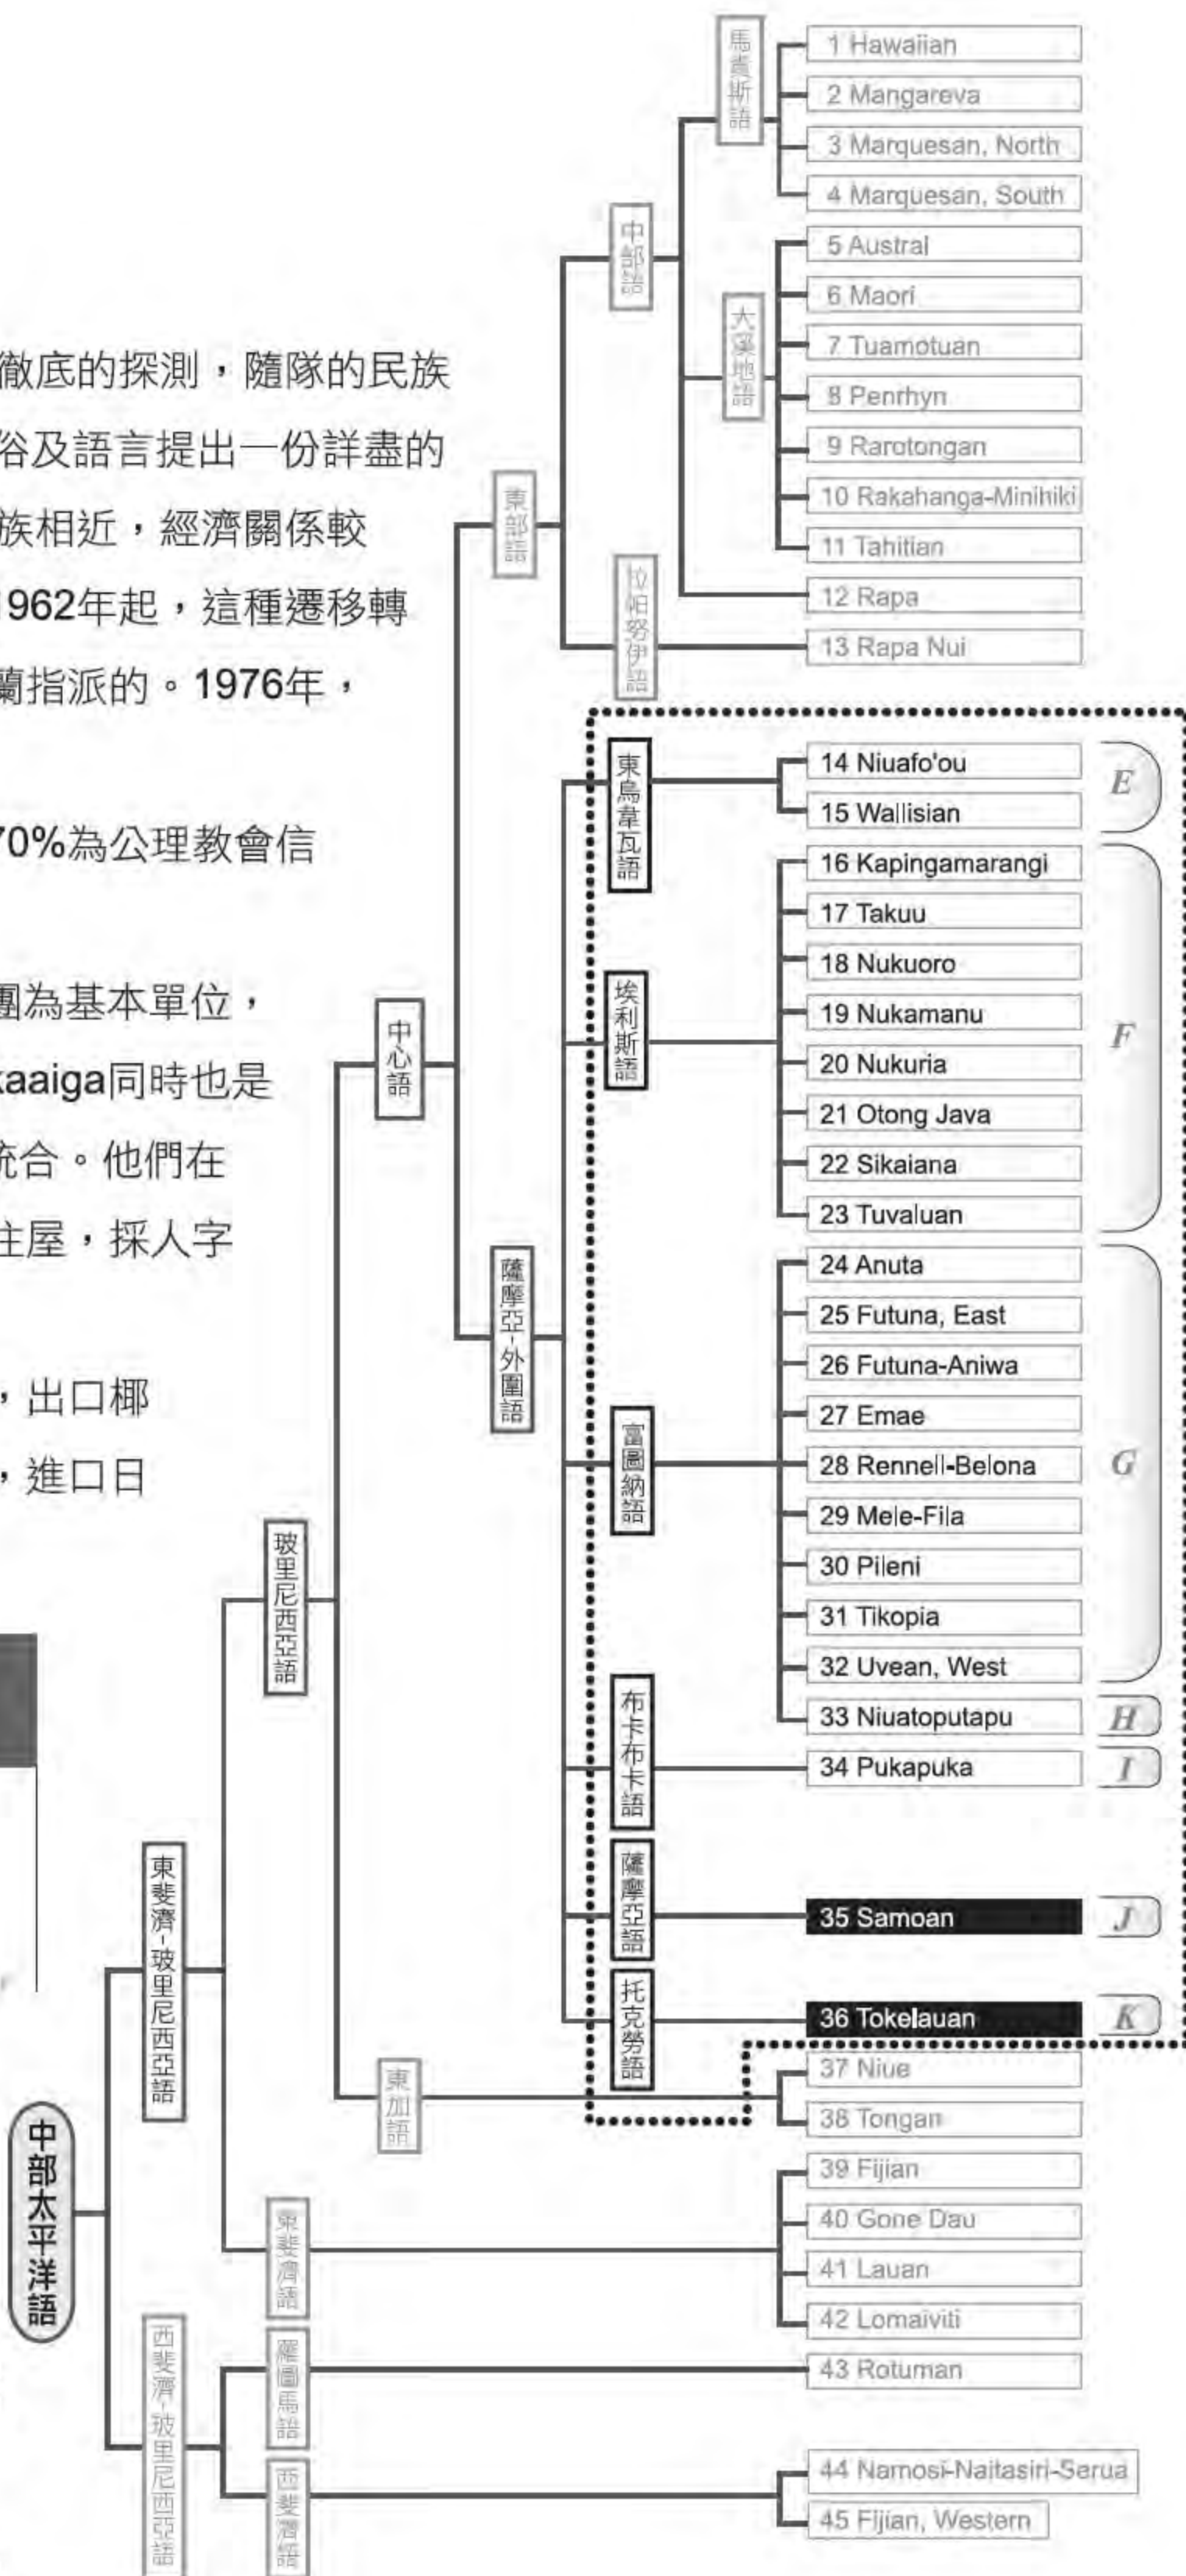 徹底的探測，隨隊的民族
俗及語言提出一份詳盡的
族相近，經濟關係較
1962年起，這種遷移轉
蘭指派的。1976年，
70%為公理教會信
團為基本單位，
kaaiga同時也是
統合。他們在
住屋，採人字
，出口椰
，進口日
中部太平洋語
東斐濟-玻里尼西亞語
西斐濟-玻里尼西亞語
玻里尼西亞語
東斐濟語
羅圖馬語
西斐濟語
中心語
東加語
東部語
薩摩亞-外圍語
中部語
拉帕努伊語
馬貴斯語
大溪地語
東烏韋瓦語
埃利斯語
富圖納語
布卡布卡語
薩摩亞語
托克勞語
1 Hawaiian
2 Mangareva
3 Marquesan, North
4 Marquesan, South
5 Austral
6 Maori
7 Tuamotuan
8 Penrhyn
9 Rarotongan
10 Rakahanga-Minihiki
11 Tahitian
12 Rapa
13 Rapa Nui
14 Niuafo'ou
15 Wallisian
E
16 Kapingamarangi
17 Takuu
18 Nukuoro
19 Nukamanu
20 Nukuria
21 Otong Java
22 Sikaiana
23 Tuvaluan
F
24 Anuta
25 Futuna, East
26 Futuna-Aniwa
27 Emae
28 Rennell-Belona
29 Mele-Fila
30 Pileni
31 Tikopia
32 Uvean, West
G
33 Niuatoputapu
H
34 Pukapuka
I
35 Samoan
J
36 Tokelauan
K
37 Niue
38 Tongan
39 Fijian
40 Gone Dau
41 Lauan
42 Lomaiviti
43 Rotuman
44 Namosi-Naitasiri-Serua
45 Fijian, Western